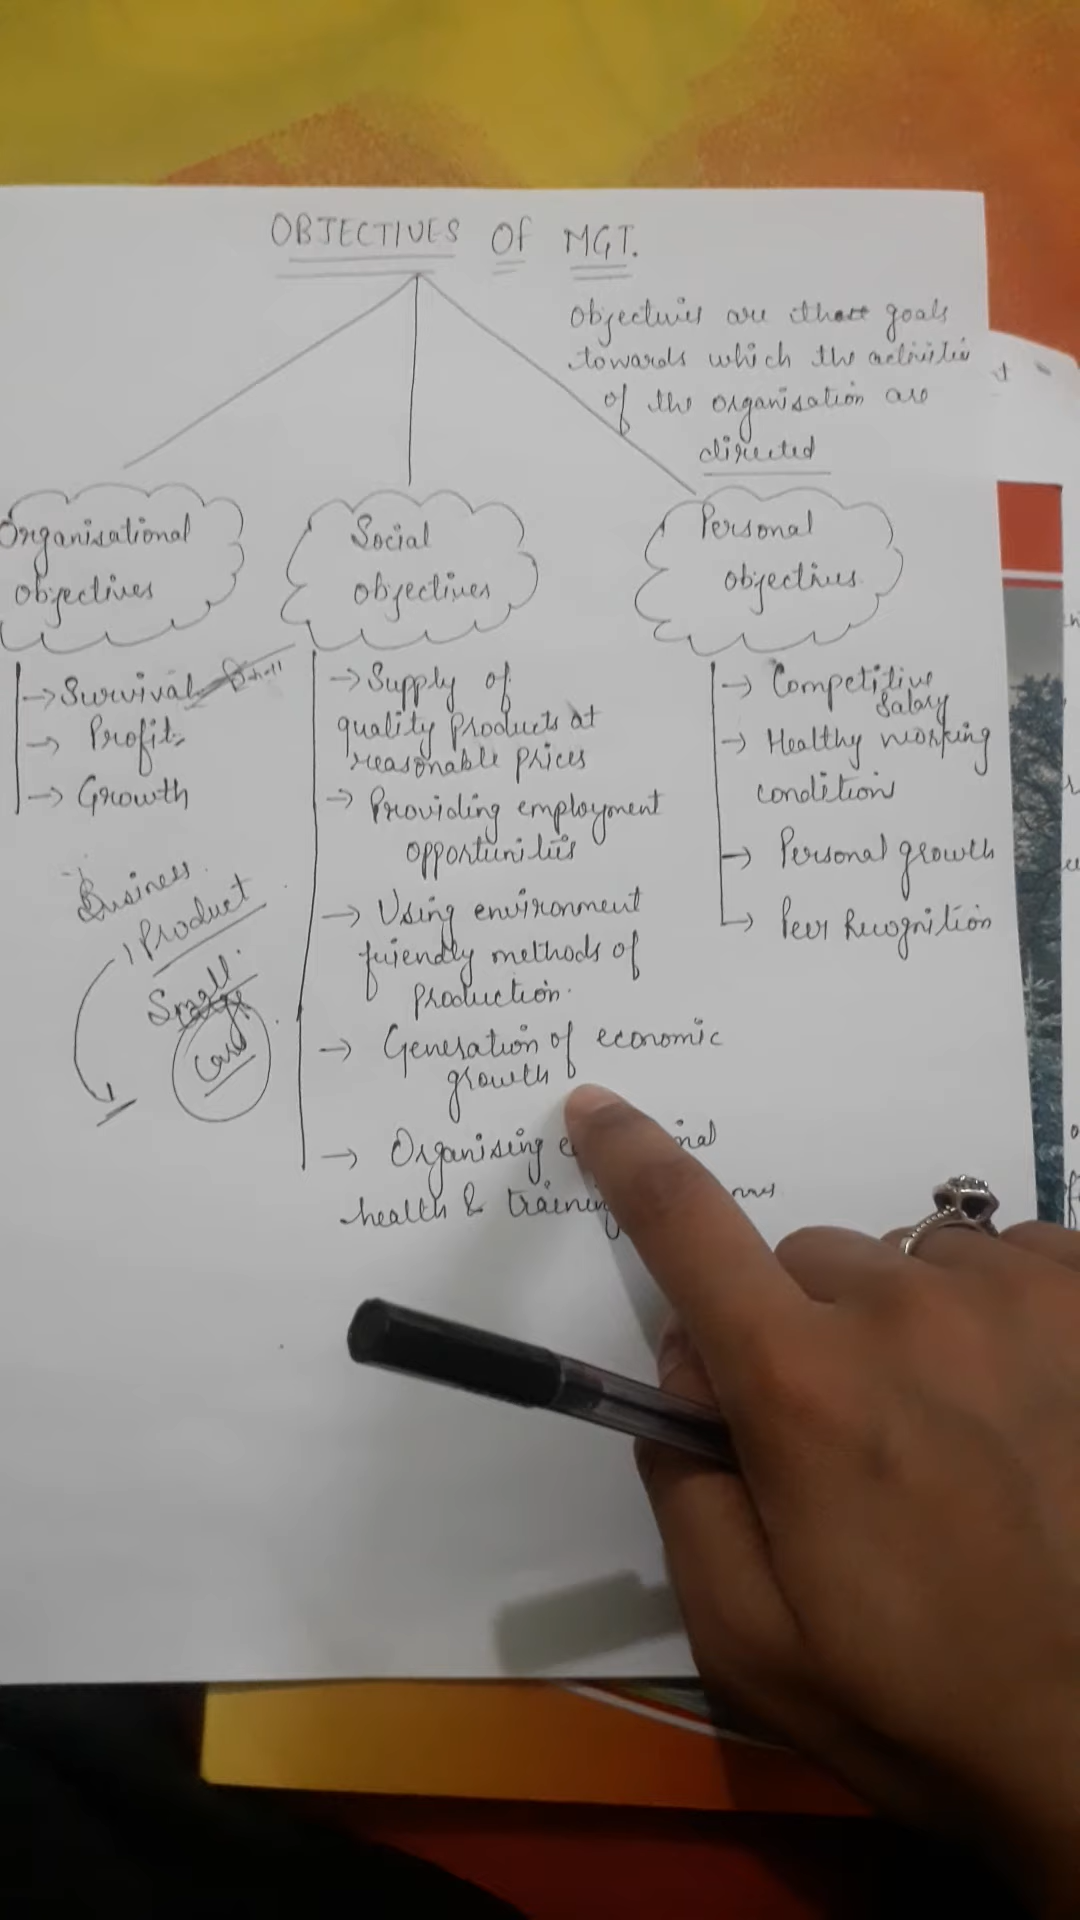 OBJECTIVES OF MGT.
Objectives are those goals
towards which the activities
of the organisation are
directed
Organisational
objectives
→ Survival
→ Profit
→ Growth
Business
1 Product
Small
Social
objectives
→ Supply of
quality products at
reasonable prices
→ Providing employment
opportunities
→ Using environment
friendly methods of
production.
→ Generation of economic
growth
→ Organising
health & training
Personal
objectives
→ Competitive
salary
→ Healthy working
conditions
→ Personal growth
→ Peer Recognition